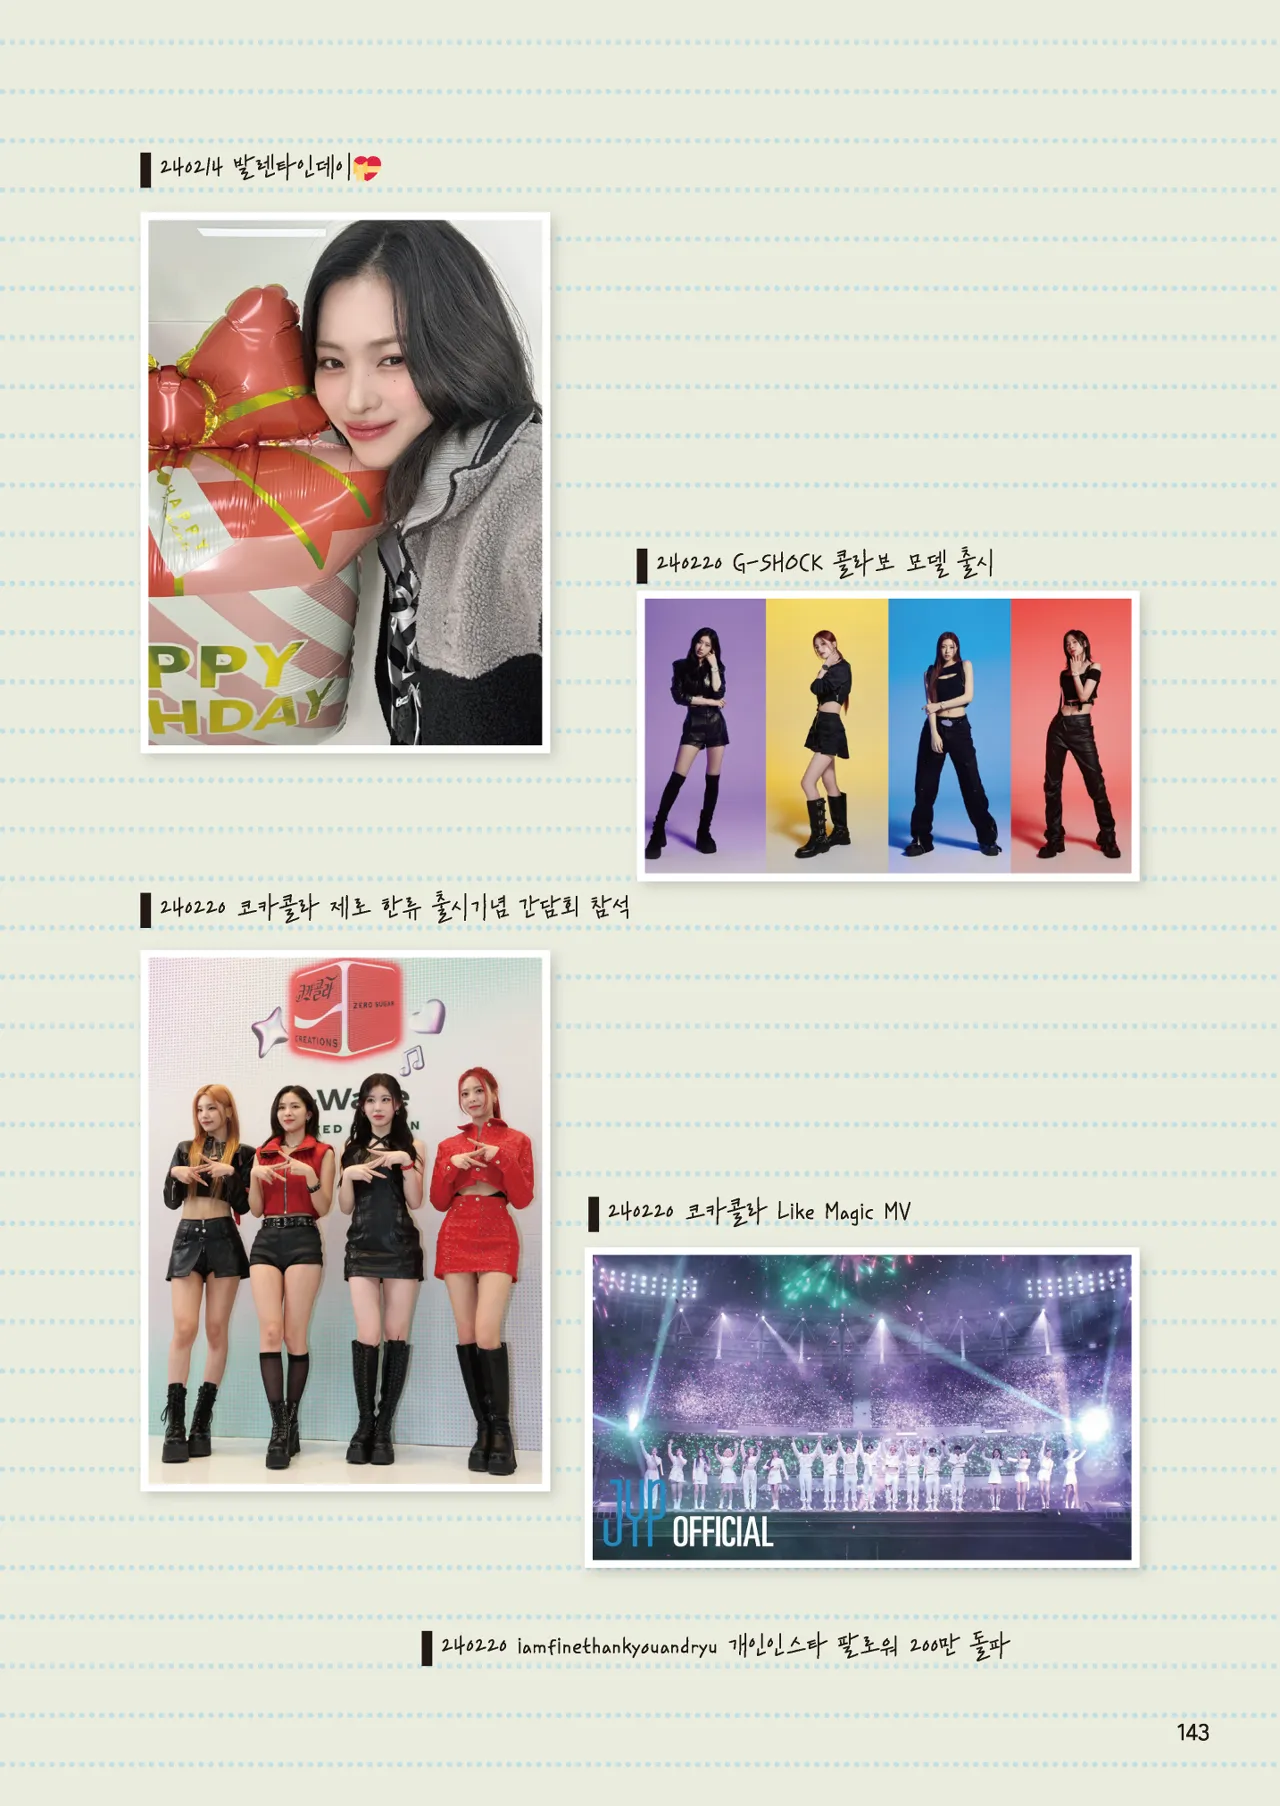 240214 발렌타인데이💝
HAPPY
PPY
HDAY
240220 G-SHOCK 콜라보 모델 출시
240220 코카콜라 제로 한류 출시기념 간담회 참석
코카콜라
ZERO SUGAR
CREATIONS
240220 코카콜라 Like Magic MV
JYP OFFICIAL
240220 iamfinethankyouandryu 개인인스타 팔로워 200만 돌파
143